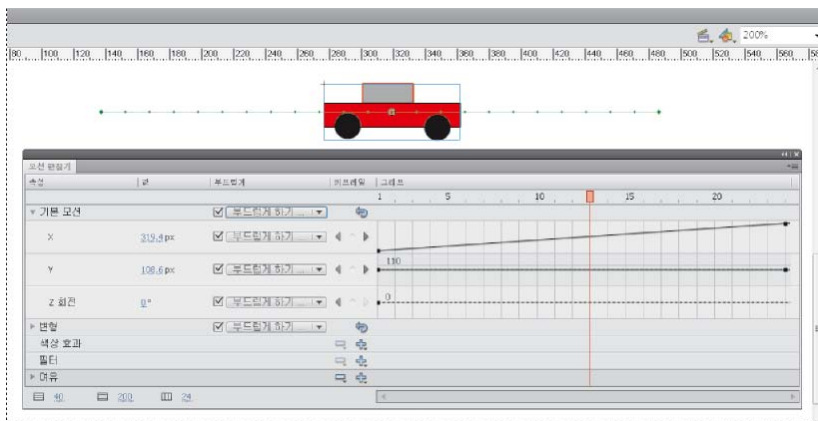 200%
80 100 120 140 160 180 200 220 240 260 280 300 320 340 360 380 400 420 440 460 480 500 520 540 560
모션 편집기
속성 값 부드럽게 키프레임 그래프
1 5 10 15 20
기본 모션 부드럽게 하기 ...
X 319.4 px 부드럽게 하기 ...
Y 108.6 px 부드럽게 하기 ... 110
Z 회전 0° 부드럽게 하기 ... 0
변형 부드럽게 하기 ...
색상 효과
필터
여유
40 200 24